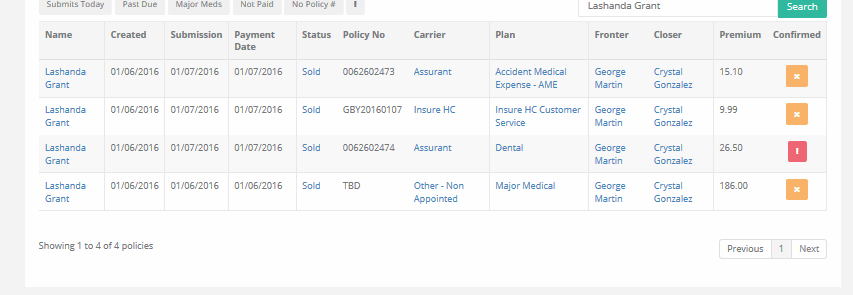 Submits Today Past Due Major Meds Not Paid No Policy # ! Lashanda Grant Search
Name Created Submission Payment Date Status Policy No Carrier Plan Fronter Closer Premium Confirmed
Lashanda Grant 01/06/2016 01/07/2016 01/07/2016 Sold 0062602473 Assurant Accident Medical Expense - AME George Martin Crystal Gonzalez 15.10
Lashanda Grant 01/06/2016 01/07/2016 01/07/2016 Sold GBY20160107 Insure HC Insure HC Customer Service George Martin Crystal Gonzalez 9.99
Lashanda Grant 01/06/2016 01/07/2016 01/07/2016 Sold 0062602474 Assurant Dental George Martin Crystal Gonzalez 26.50 !
Lashanda Grant 01/06/2016 01/06/2016 01/06/2016 Sold TBD Other - Non Appointed Major Medical George Martin Crystal Gonzalez 186.00
Showing 1 to 4 of 4 policies Previous 1 Next